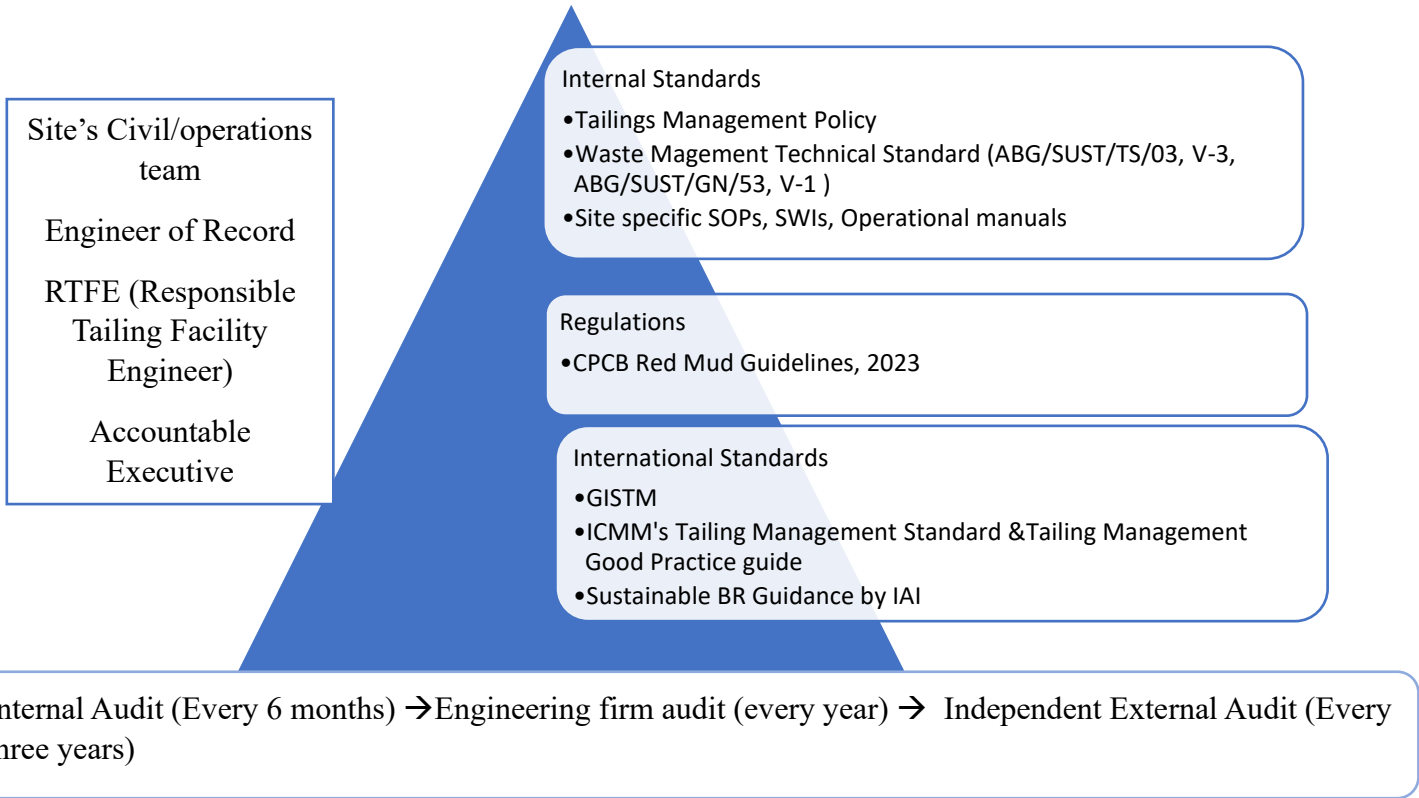 Site's Civil/operations
team
Engineer of Record
RTFE (Responsible
Tailing Facility
Engineer)
Accountable
Executive
Internal Standards
•Tailings Management Policy
•Waste Magement Technical Standard (ABG/SUST/TS/03, V-3,
ABG/SUST/GN/53, V-1 )
•Site specific SOPs, SWIs, Operational manuals
Regulations
•CPCB Red Mud Guidelines, 2023
International Standards
•GISTM
•ICMM's Tailing Management Standard &Tailing Management
Good Practice guide
•Sustainable BR Guidance by IAI
nternal Audit (Every 6 months) →Engineering firm audit (every year) → Independent External Audit (Every
hree years)